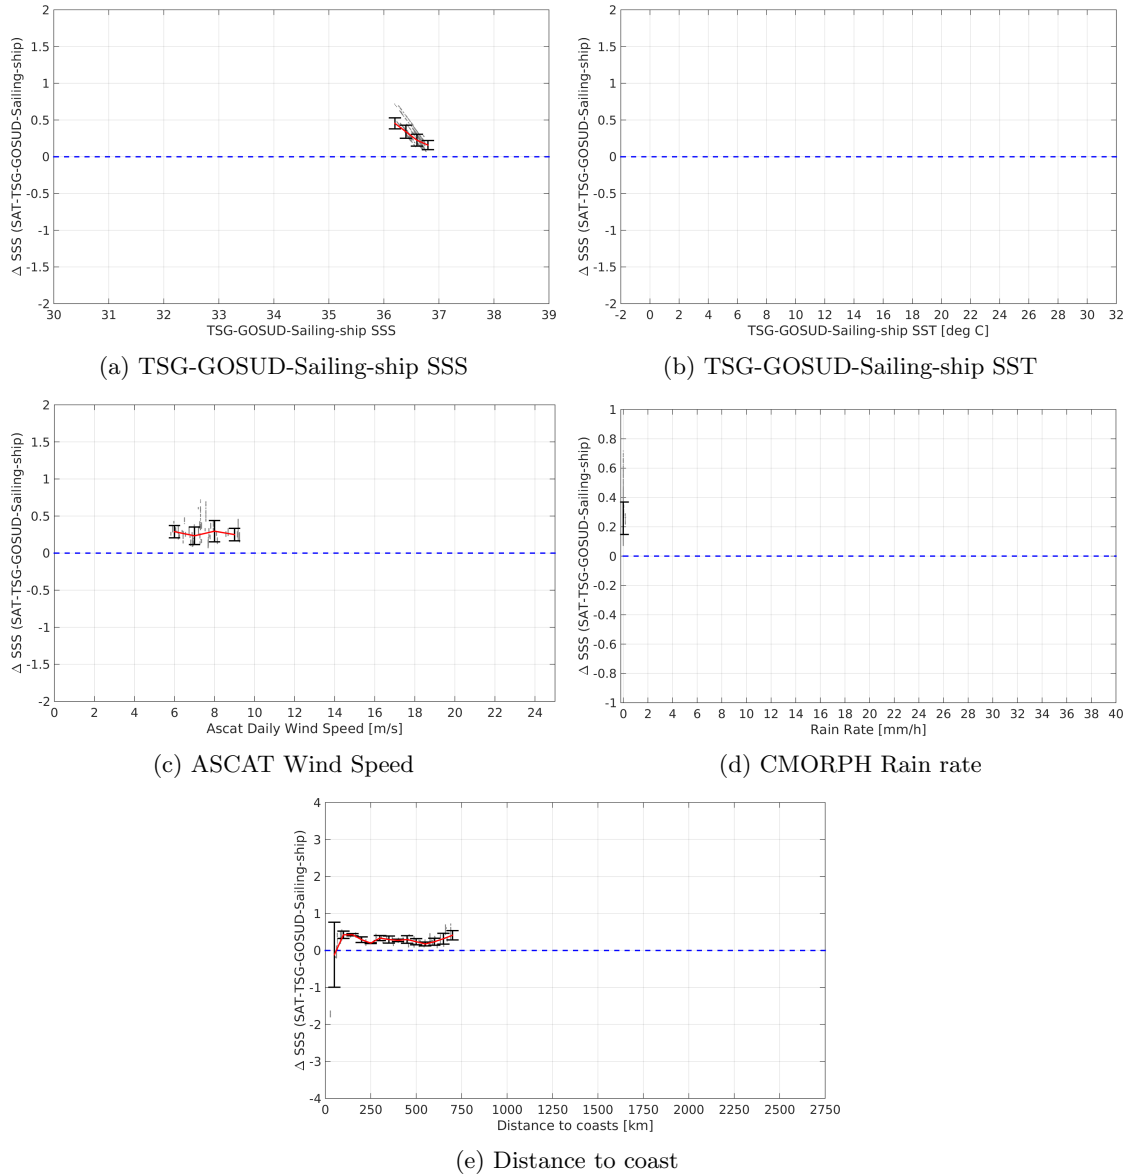 2
1.5
1
0.5
0
-0.5
-1
-1.5
-2
Δ SSS (SAT-TSG-GOSUD-Sailing-ship)
30 31 32 33 34 35 36 37 38 39
TSG-GOSUD-Sailing-ship SSS
(a) TSG-GOSUD-Sailing-ship SSS
2
1.5
1
0.5
0
-0.5
-1
-1.5
-2
Δ SSS (SAT-TSG-GOSUD-Sailing-ship)
-2 0 2 4 6 8 10 12 14 16 18 20 22 24 26 28 30 32
TSG-GOSUD-Sailing-ship SST [deg C]
(b) TSG-GOSUD-Sailing-ship SST
2
1.5
1
0.5
0
-0.5
-1
-1.5
-2
Δ SSS (SAT-TSG-GOSUD-Sailing-ship)
0 2 4 6 8 10 12 14 16 18 20 22 24
Ascat Daily Wind Speed [m/s]
(c) ASCAT Wind Speed
1
0.8
0.6
0.4
0.2
0
-0.2
-0.4
-0.6
-0.8
-1
Δ SSS (SAT-TSG-GOSUD-Sailing-ship)
0 2 4 6 8 10 12 14 16 18 20 22 24 26 28 30 32 34 36 38 40
Rain Rate [mm/h]
(d) CMORPH Rain rate
4
3
2
1
0
-1
-2
-3
-4
Δ SSS (SAT-TSG-GOSUD-Sailing-ship)
0 250 500 750 1000 1250 1500 1750 2000 2250 2500 2750
Distance to coasts [km]
(e) Distance to coast